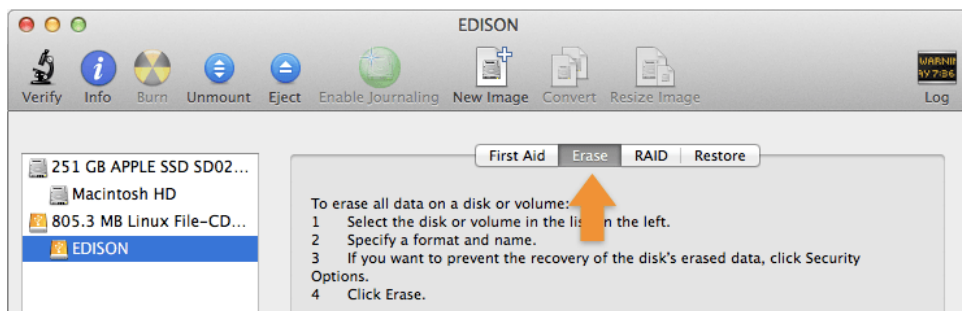 EDISON
Verify Info Burn Unmount Eject Enable Journaling New Image Convert Resize Image Log
WARNIN
AY 7:36
First Aid Erase RAID Restore
251 GB APPLE SSD SD02...
Macintosh HD
805.3 MB Linux File-CD...
EDISON
To erase all data on a disk or volume:
1 Select the disk or volume in the list on the left.
2 Specify a format and name.
3 If you want to prevent the recovery of the disk's erased data, click Security
Options.
4 Click Erase.